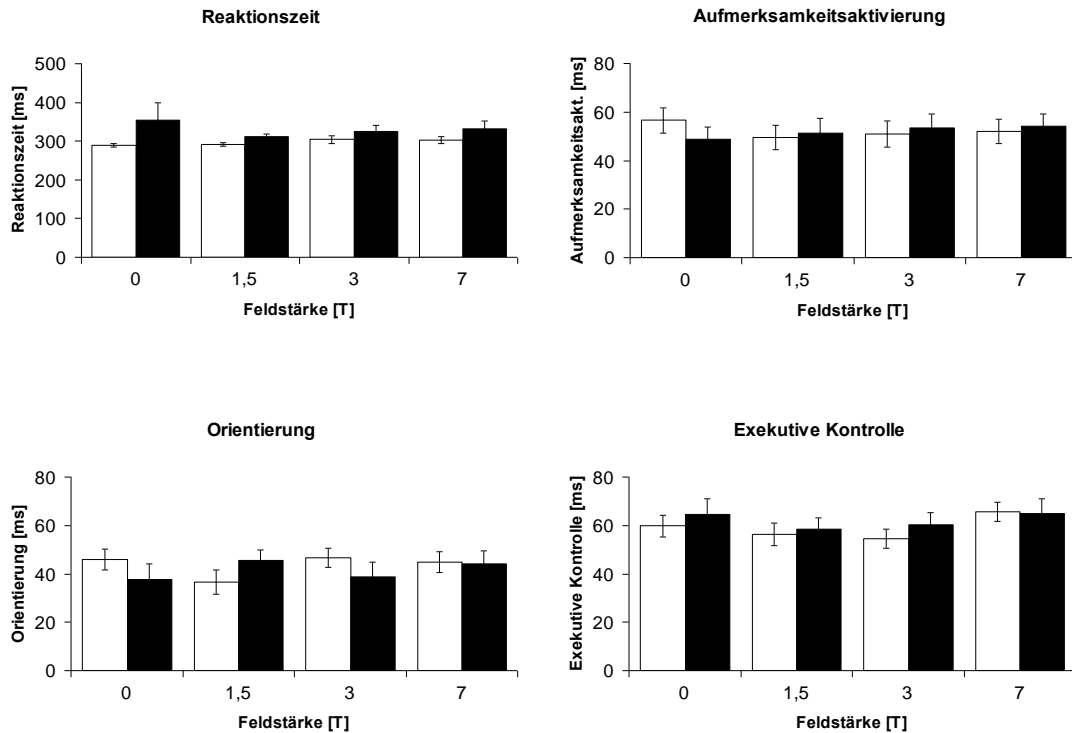 Reaktionszeit
Reaktionszeit [ms]
500
400
300
200
100
0
0 1,5 3 7
Feldstärke [T]
Aufmerksamkeitsaktivierung
Aufmerksamkeitsakt. [ms]
80
60
40
20
0
0 1,5 3 7
Feldstärke [T]
Orientierung
Orientierung [ms]
80
60
40
20
0
0 1,5 3 7
Feldstärke [T]
Exekutive Kontrolle
Exekutive Kontrolle [ms]
80
60
40
20
0
0 1,5 3 7
Feldstärke [T]